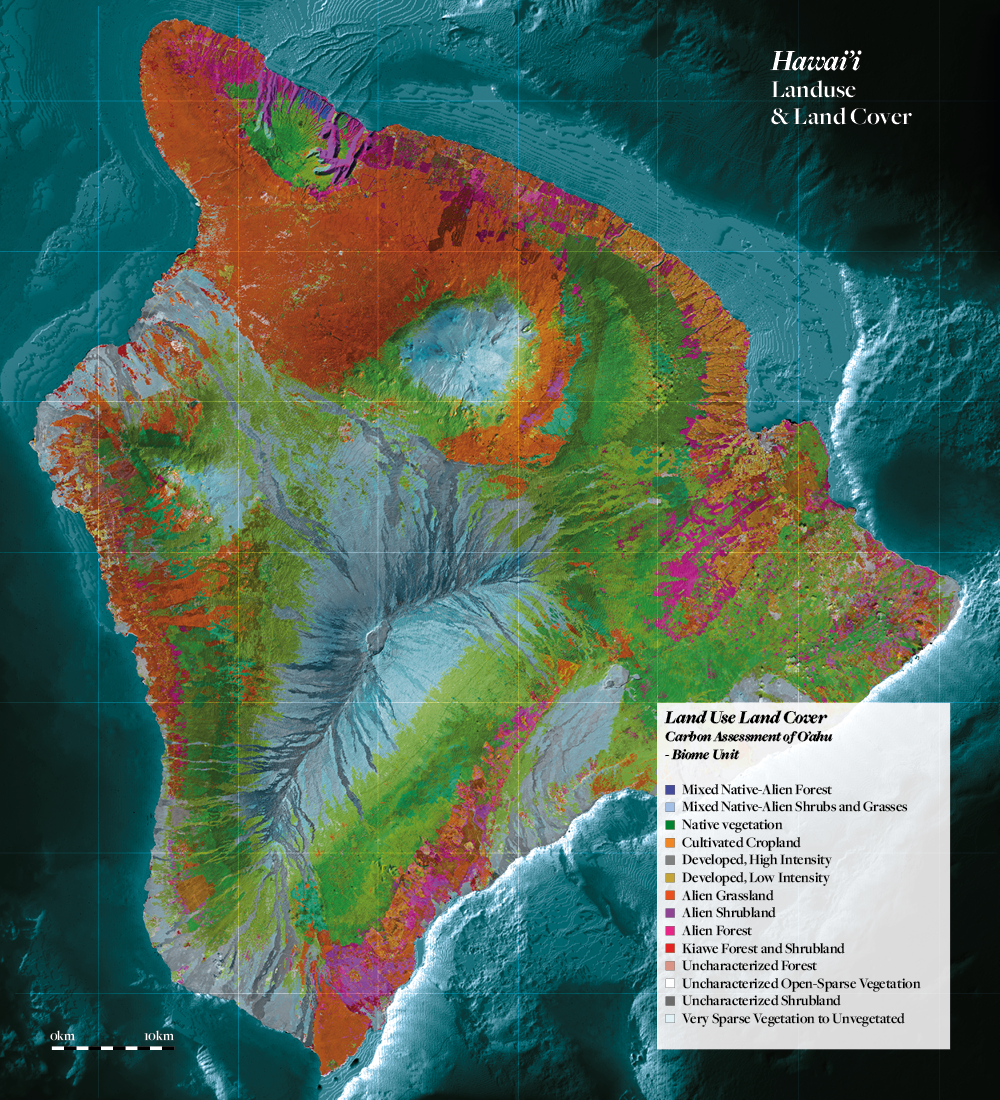 Hawai'i
Landuse
& Land Cover
Land Use Land Cover
Carbon Assessment of O'ahu
- Biome Unit
Mixed Native-Alien Forest
Mixed Native-Alien Shrubs and Grasses
Native vegetation
Cultivated Cropland
Developed, High Intensity
Developed, Low Intensity
Alien Grassland
Alien Shrubland
Alien Forest
Kiawe Forest and Shrubland
Uncharacterized Forest
Uncharacterized Open-Sparse Vegetation
Uncharacterized Shrubland
Very Sparse Vegetation to Unvegetated
0km 10km